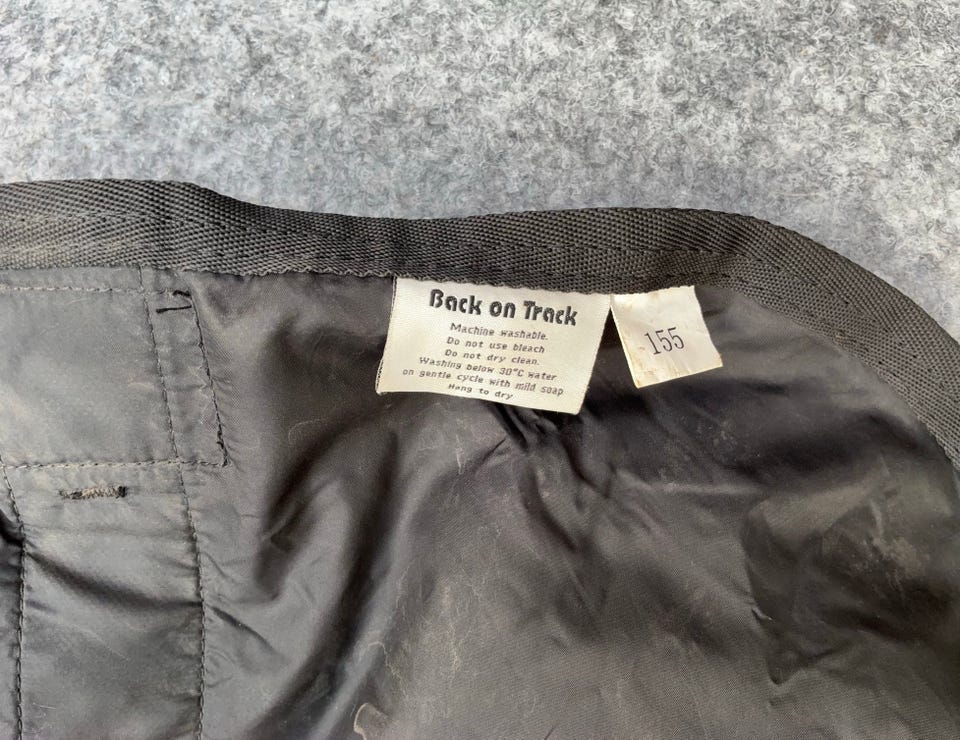 Back on Track
Machine washable.
Do not use bleach
Do not dry clean.
Washing below 30°C water
on gentle cycle with mild soap
Hang to dry
155